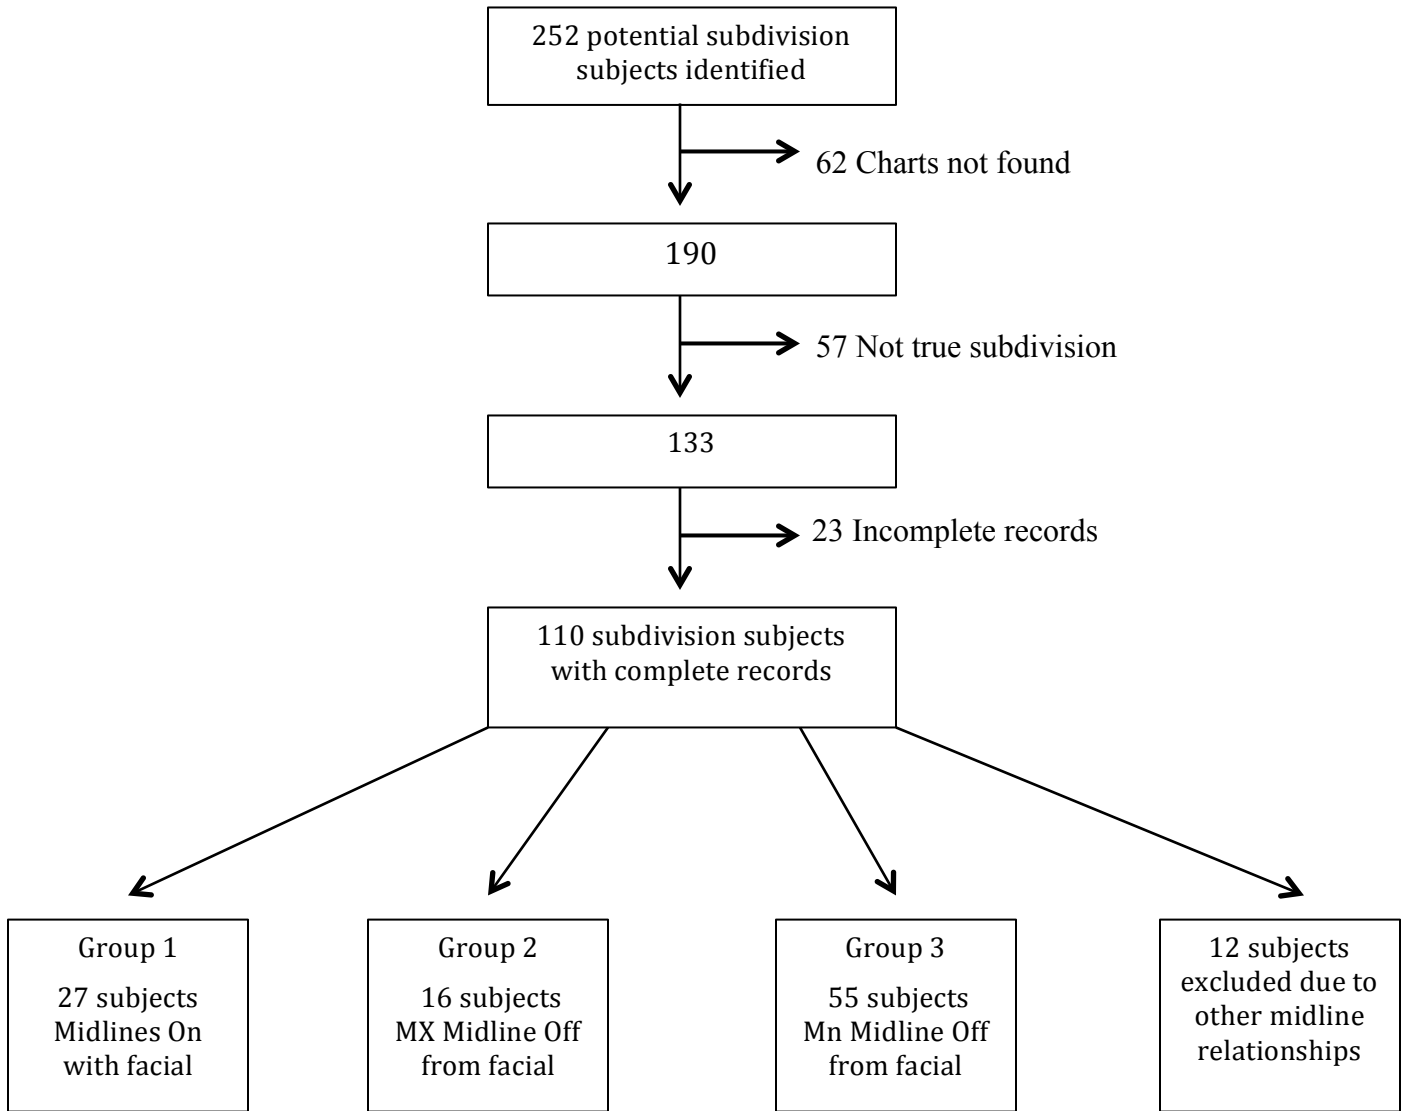 252 potential subdivision
subjects identified
62 Charts not found
190
57 Not true subdivision
133
23 Incomplete records
110 subdivision subjects
with complete records
Group 1
27 subjects
Midlines On
with facial
Group 2
16 subjects
MX Midline Off
from facial
Group 3
55 subjects
Mn Midline Off
from facial
12 subjects
excluded due to
other midline
relationships